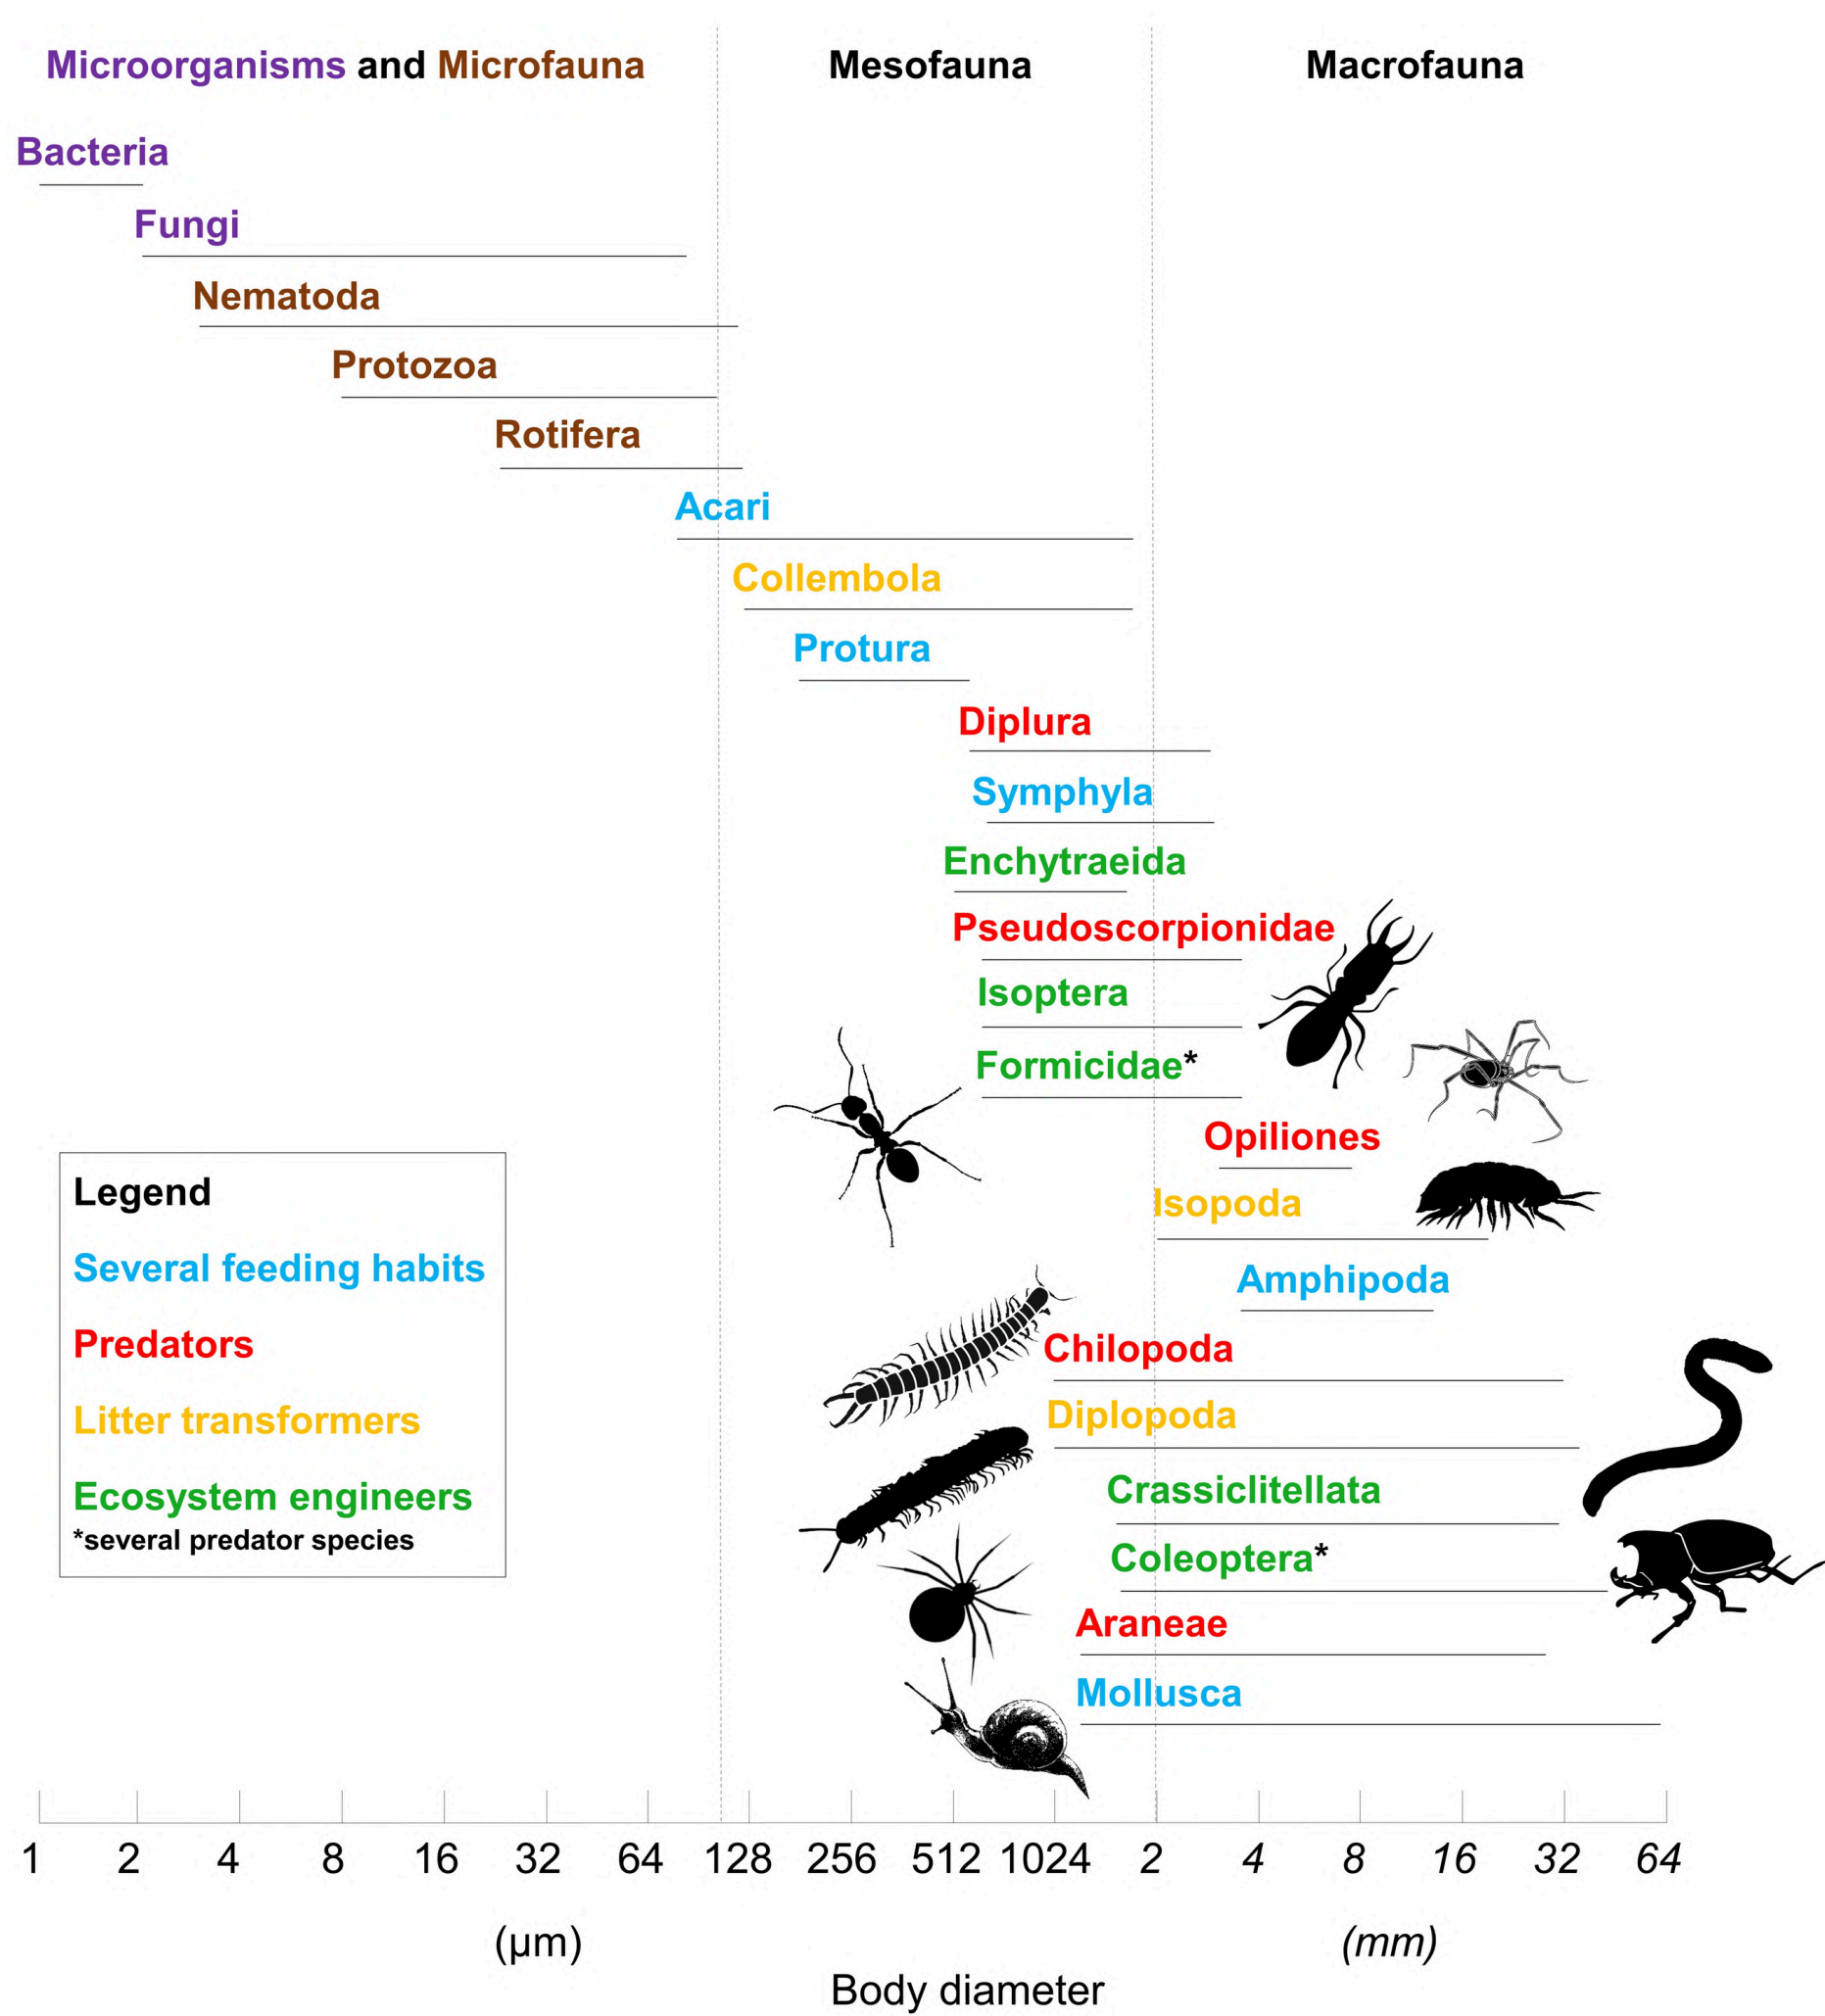 Microorganisms and Microfauna
Mesofauna
Macrofauna
Bacteria
Fungi
Nematoda
Protozoa
Rotifera
Acari
Collembola
Protura
Diplura
Symphyla
Enchytraeida
Pseudoscorpionidae
Isoptera
Formicidae*
Opiliones
Isopoda
Amphipoda
Chilopoda
Diplopoda
Crassiclitellata
Coleoptera*
Araneae
Mollusca
Legend
Several feeding habits
Predators
Litter transformers
Ecosystem engineers
*several predator species
1 2 4 8 16 32 64 128 256 512 1024 2 4 8 16 32 64
(µm) (mm)
Body diameter